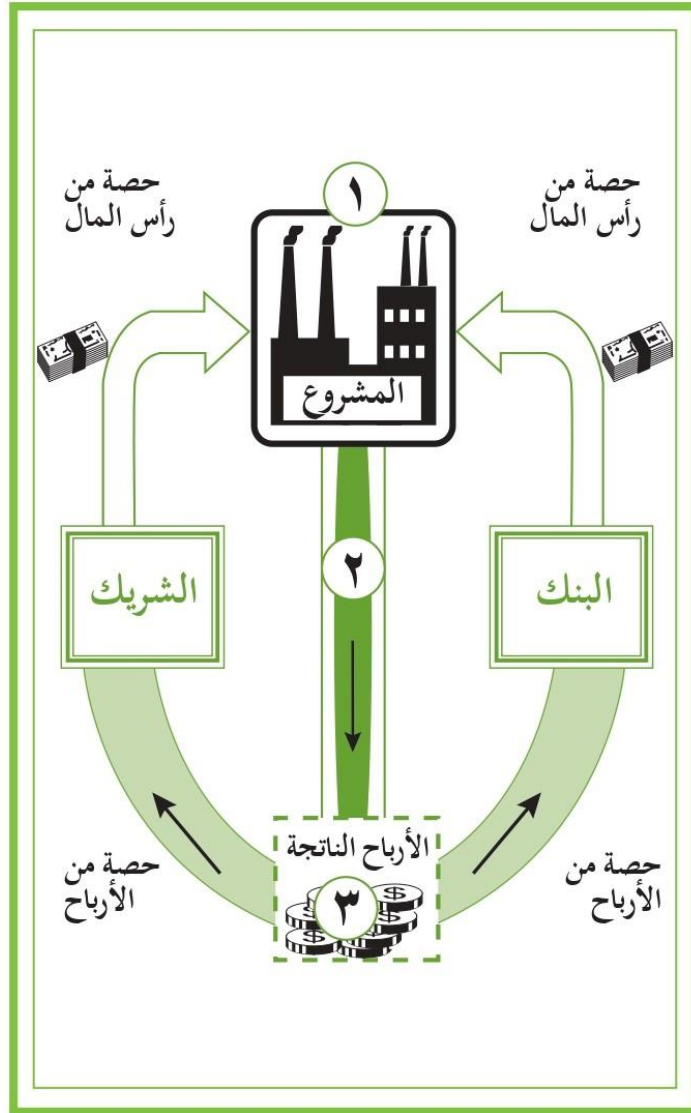 حصة من
رأس المال
١
حصة من
رأس المال
المشروع
البنك
٢
الشريك
الأرباح الناتجة
٣
حصة من
الأرباح
حصة من
الأرباح